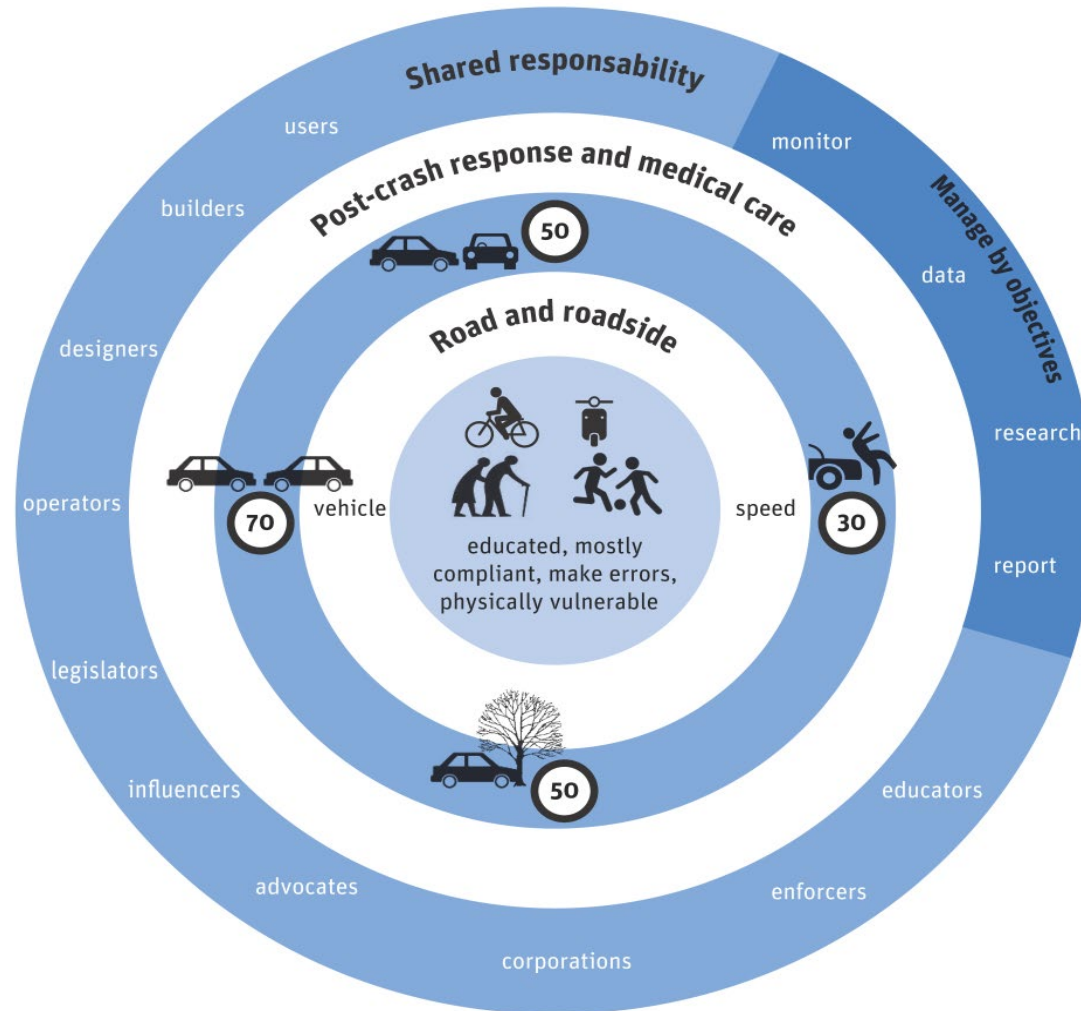 Shared responsability
users
monitor
builders
Post-crash response and medical care
Manage by objectives
50
data
designers
Road and roadside
research
operators
70
vehicle
speed
30
educated, mostly
compliant, make errors,
physically vulnerable
report
legislators
influencers
50
educators
advocates
enforcers
corporations